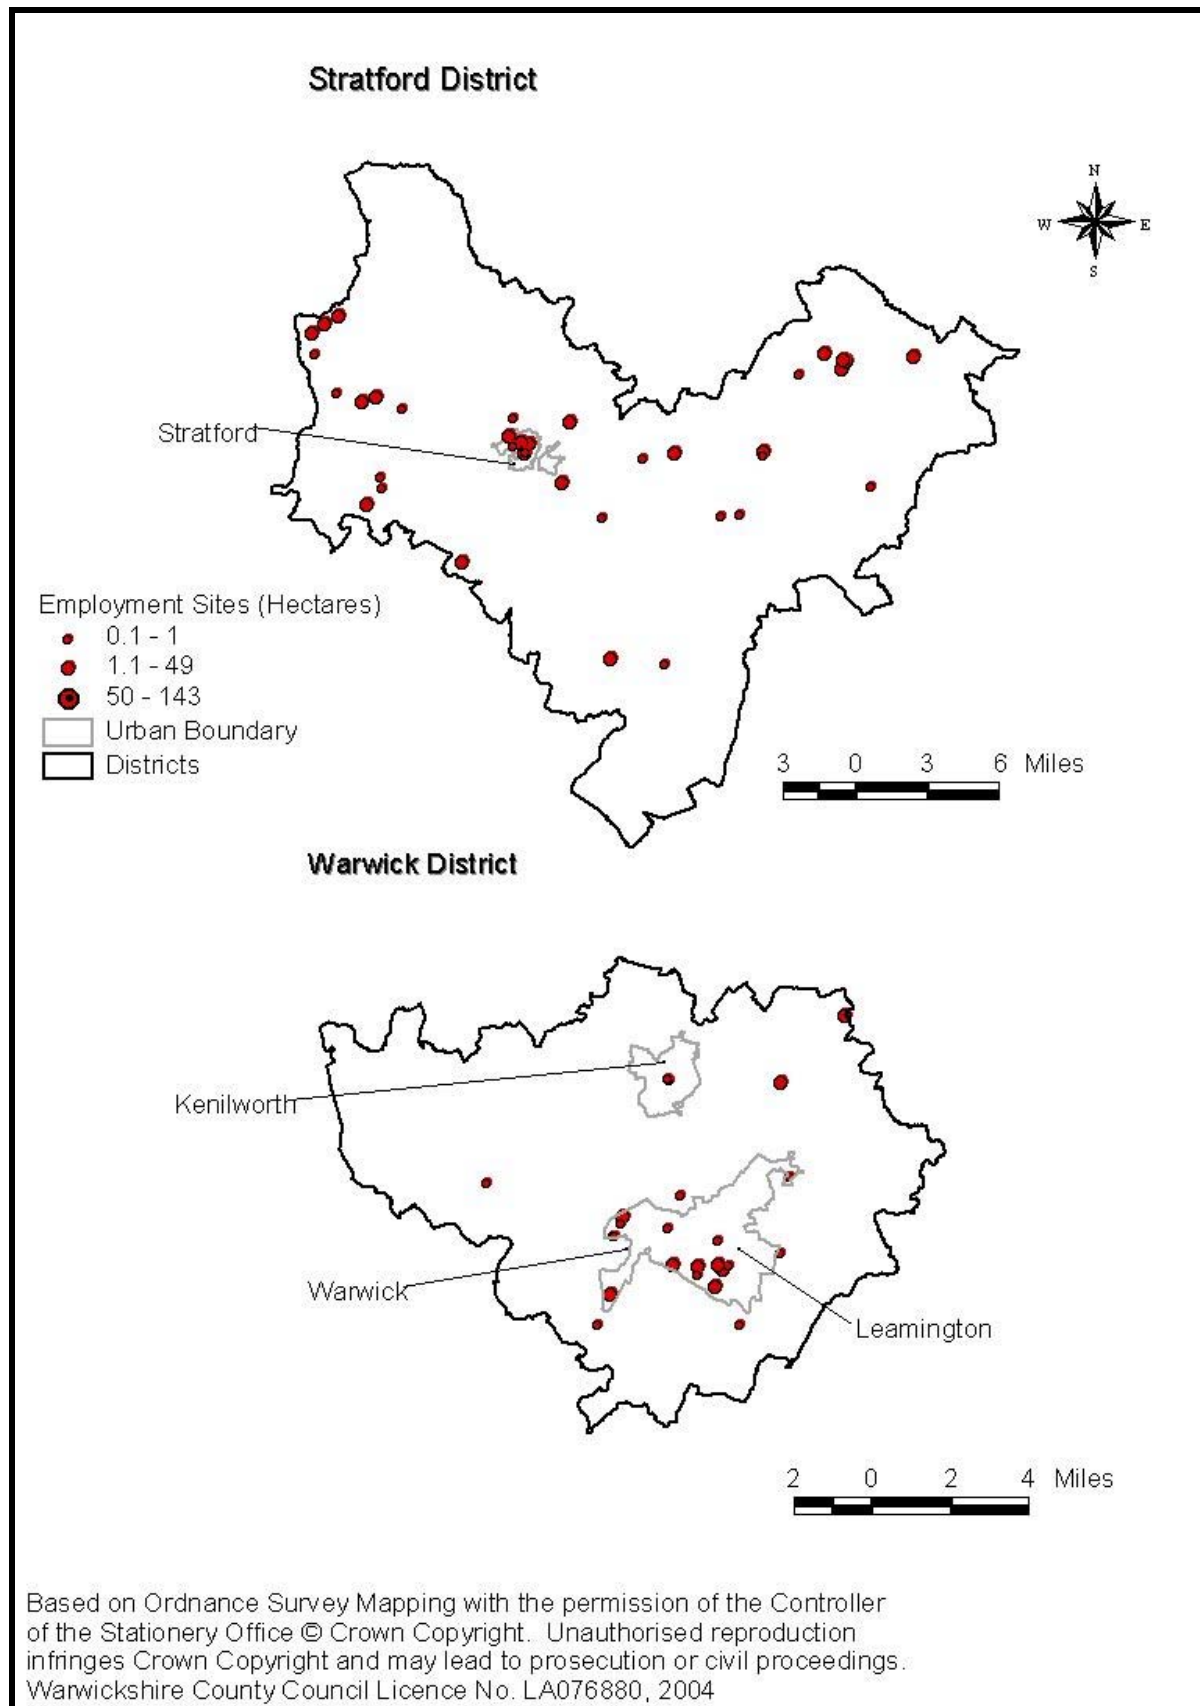 Stratford District
N
W E
S
Stratford
Employment Sites (Hectares)
0.1 - 1
1.1 - 49
50 - 143
Urban Boundary
Districts
3 0 3 6 Miles
Warwick District
Kenilworth
Warwick
Leamington
2 0 2 4 Miles
Based on Ordnance Survey Mapping with the permission of the Controller
of the Stationery Office © Crown Copyright. Unauthorised reproduction
infringes Crown Copyright and may lead to prosecution or civil proceedings.
Warwickshire County Council Licence No. LA076880, 2004